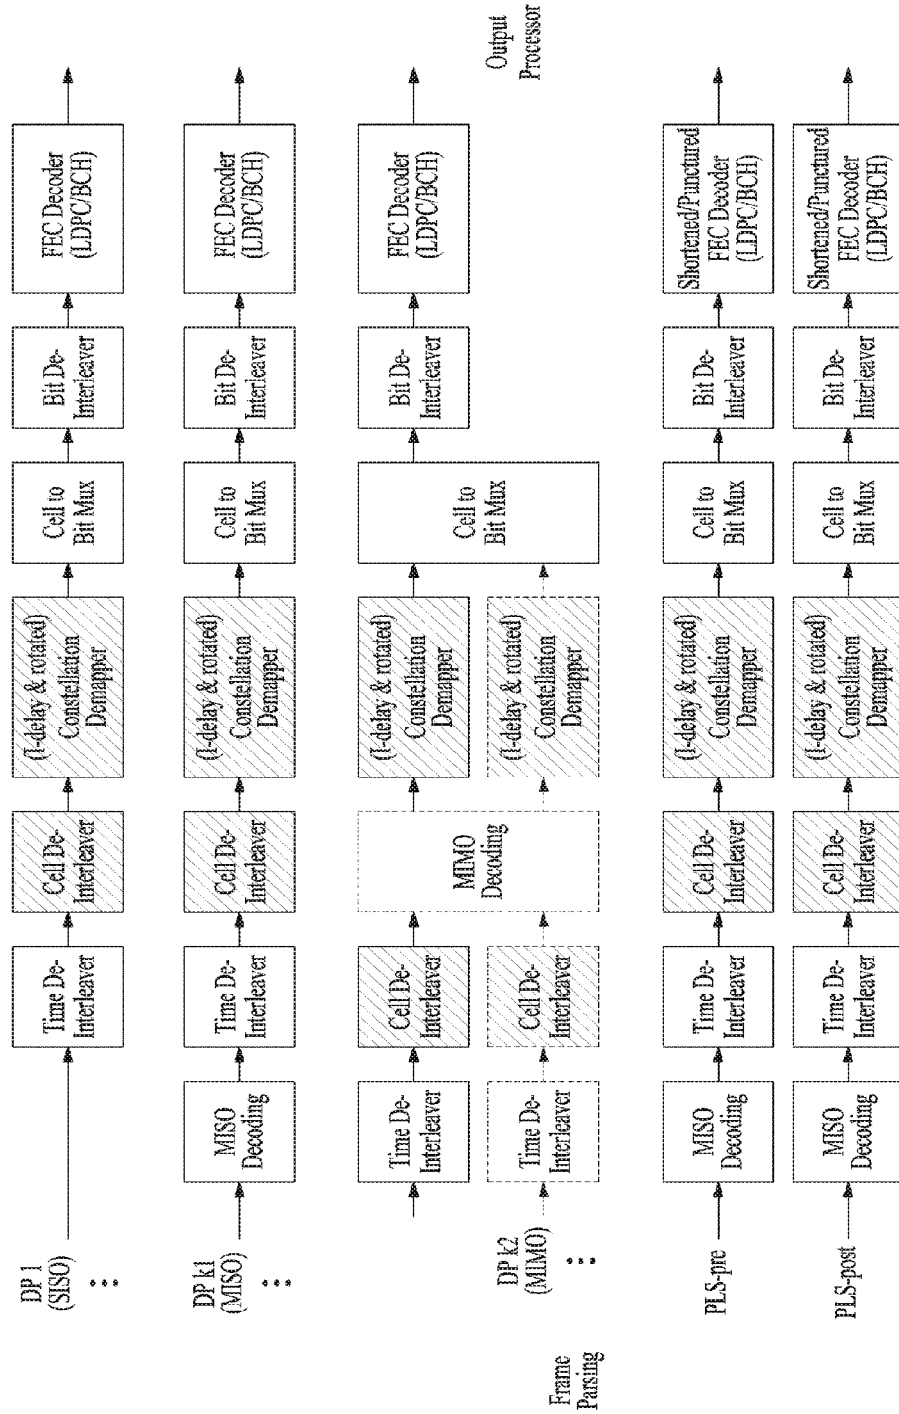 Frame
Parsing
DP 1
(SISO)
Time De-
Interleaver
Cell De-
Interleaver
(I-delay & rotated)
Constellation
Demapper
Cell to
Bit Mux
Bit De-
Interleaver
FEC Decoder
(LDPC/BCH)
DP k1
(MISO)
MISO
Decoding
Time De-
Interleaver
Cell De-
Interleaver
(I-delay & rotated)
Constellation
Demapper
Cell to
Bit Mux
Bit De-
Interleaver
FEC Decoder
(LDPC/BCH)
DP k2
(MIMO)
Time De-
Interleaver
Cell De-
Interleaver
Time De-
Interleaver
Cell De-
Interleaver
MIMO
Decoding
(I-delay & rotated)
Constellation
Demapper
(I-delay & rotated)
Constellation
Demapper
Cell to
Bit Mux
Bit De-
Interleaver
FEC Decoder
(LDPC/BCH)
Output
Processor
PLS-pre
MISO
Decoding
Time De-
Interleaver
Cell De-
Interleaver
(I-delay & rotated)
Constellation
Demapper
Cell to
Bit Mux
Bit De-
Interleaver
Shortened/Punctured
FEC Decoder
(LDPC/BCH)
PLS-post
MISO
Decoding
Time De-
Interleaver
Cell De-
Interleaver
(I-delay & rotated)
Constellation
Demapper
Cell to
Bit Mux
Bit De-
Interleaver
Shortened/Punctured
FEC Decoder
(LDPC/BCH)